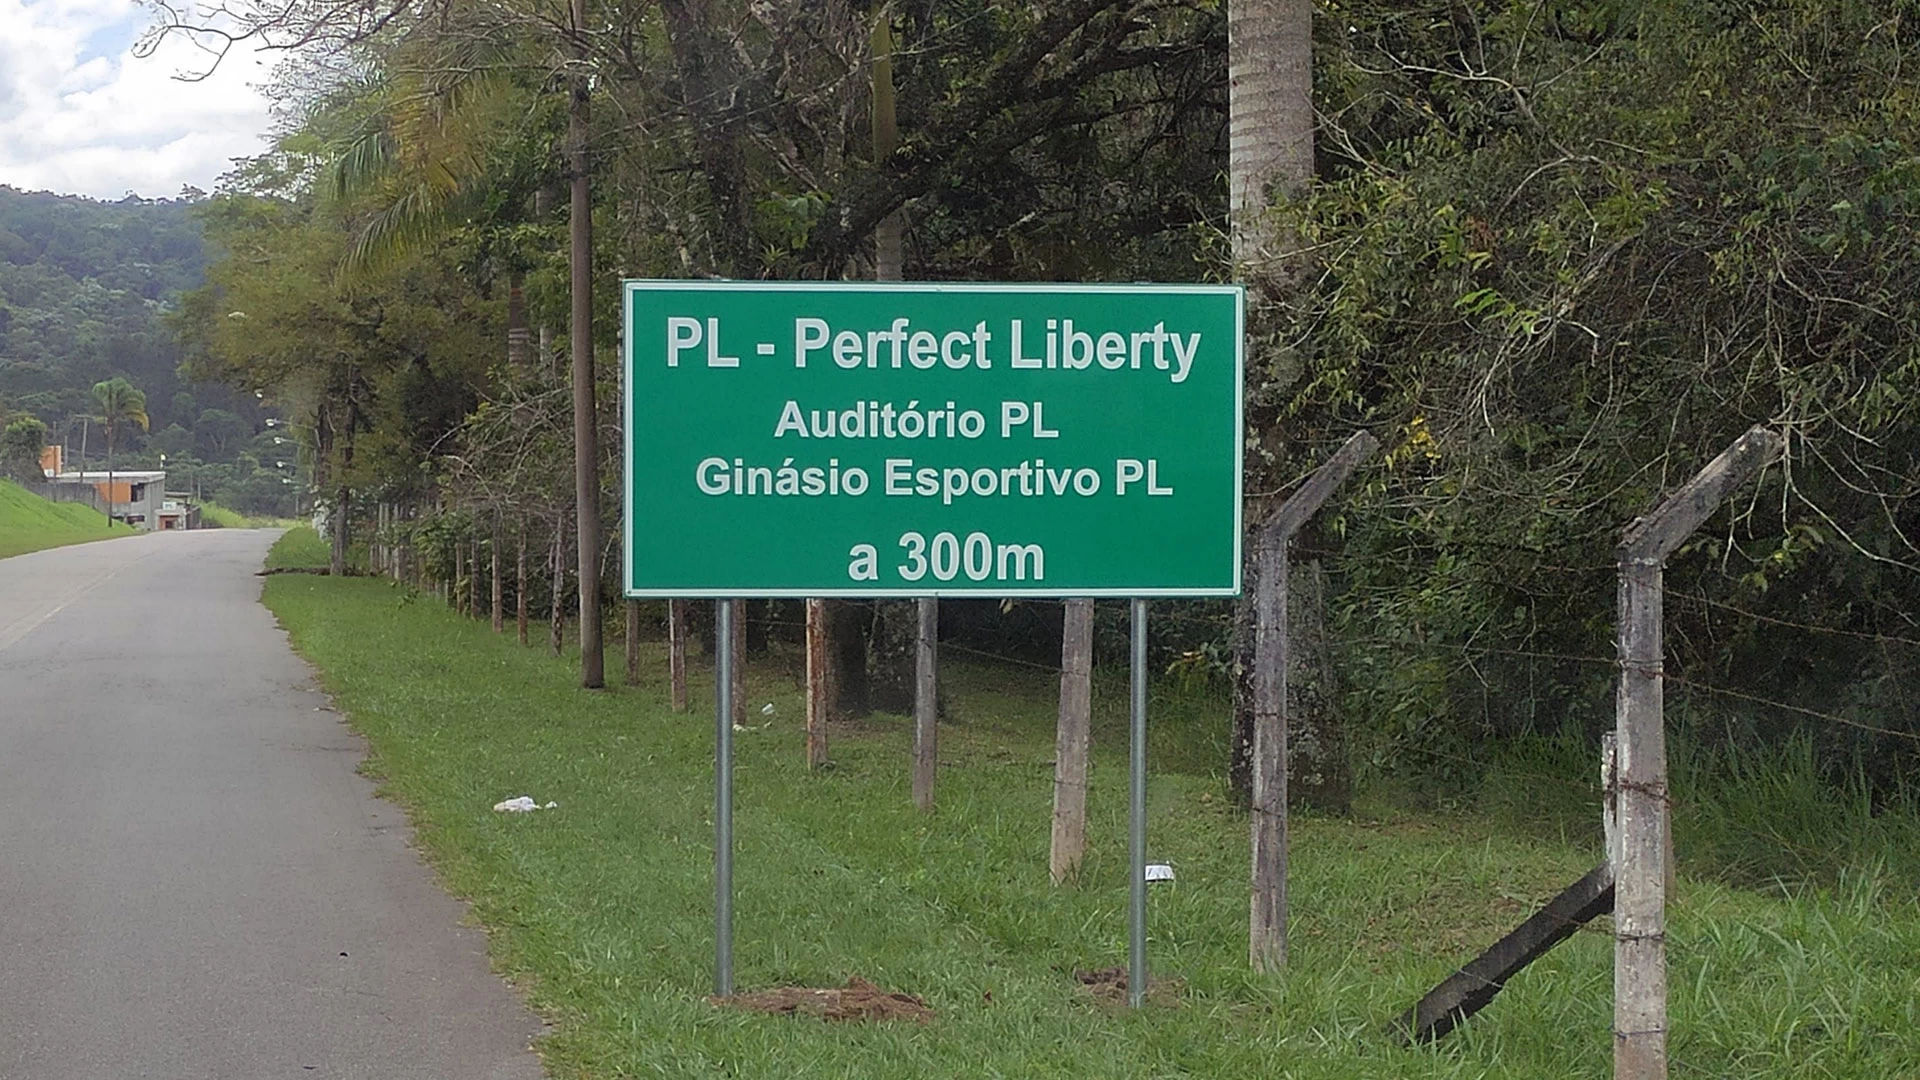 PL - Perfect Liberty
Auditório PL
Ginásio Esportivo PL
a 300m